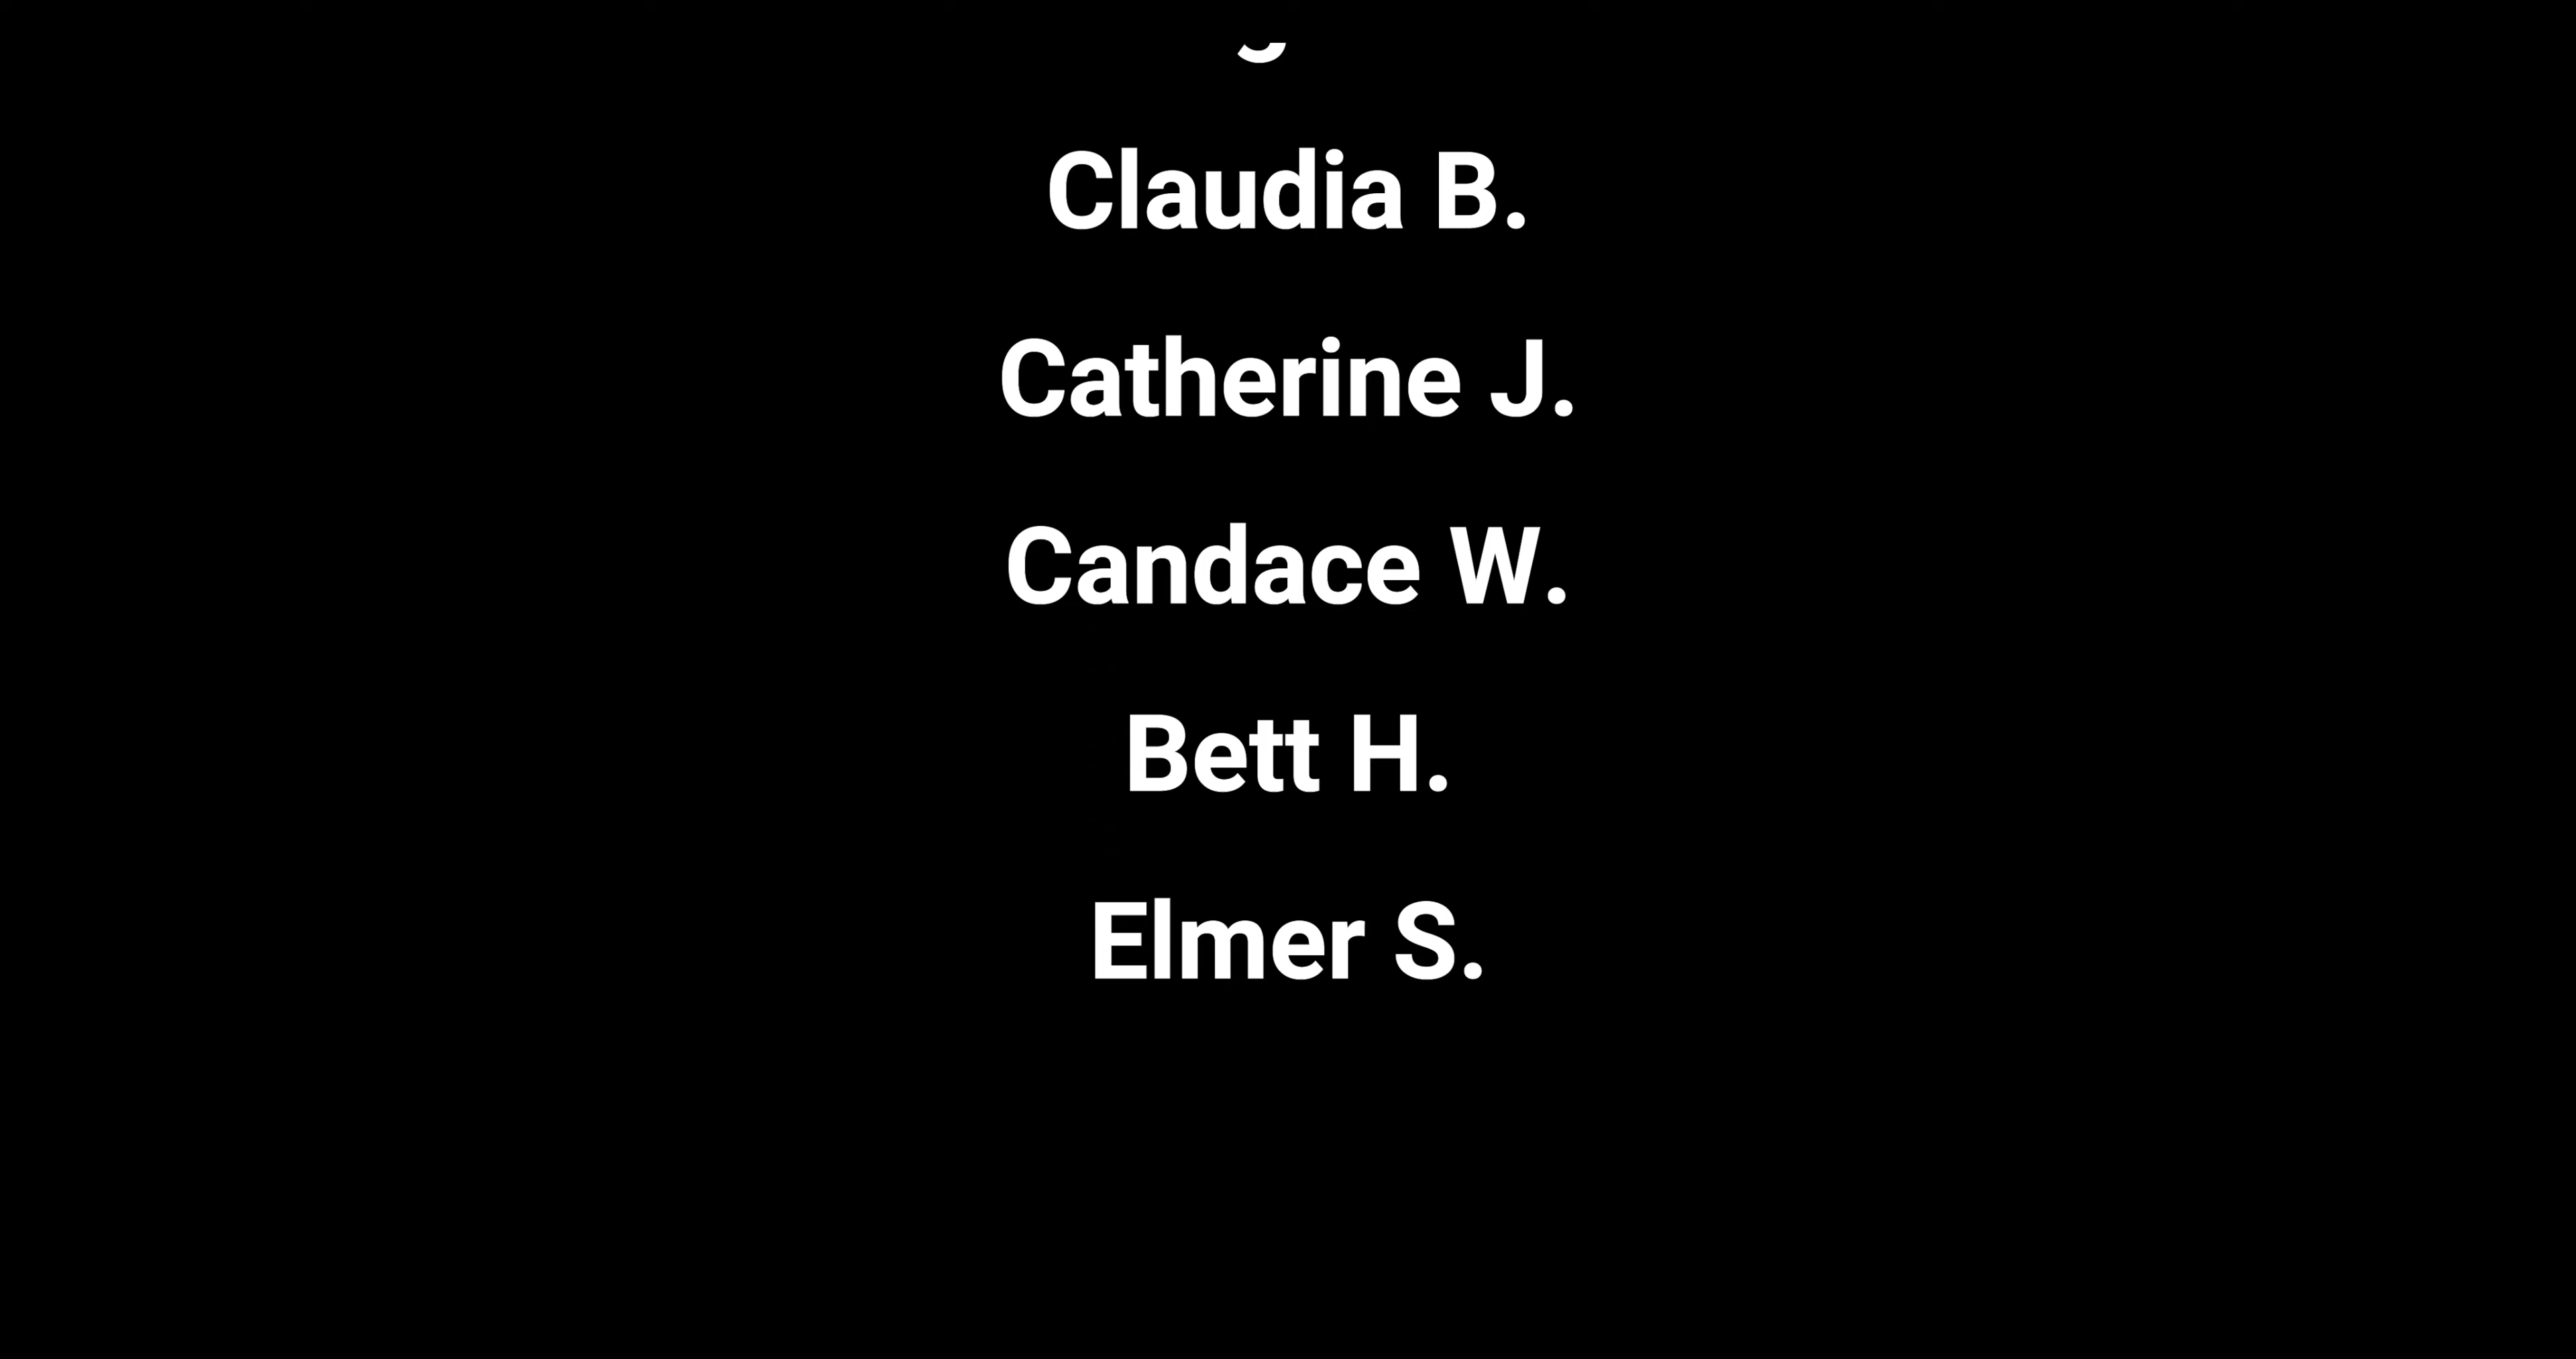 Claudia B.
Catherine J.
Candace W.
Bett H.
Elmer S.